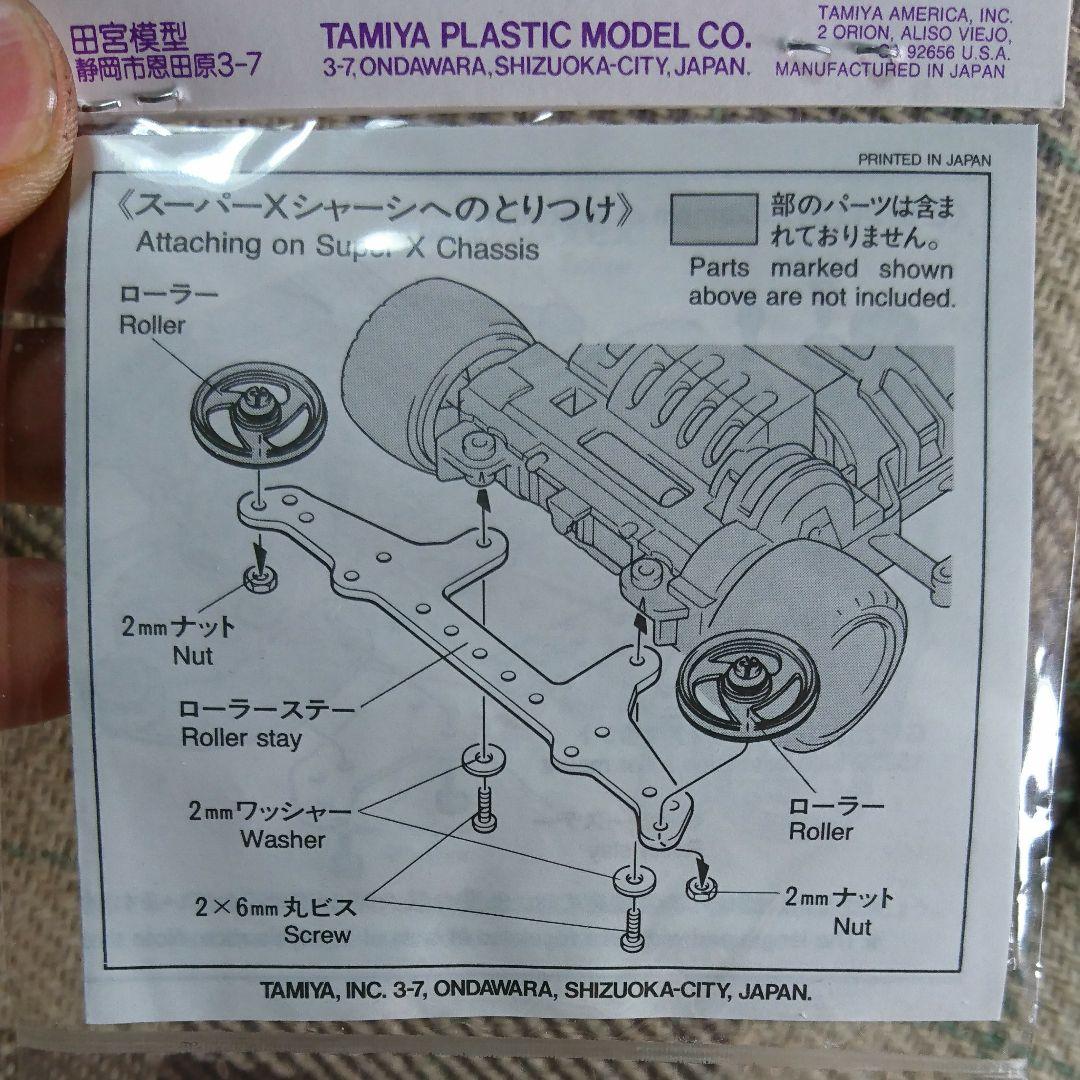 田宮模型
静岡市恩田原3-7
TAMIYA PLASTIC MODEL CO.
3-7, ONDAWARA, SHIZUOKA-CITY, JAPAN.
TAMIYA AMERICA, INC.
2 ORION, ALISO VIEJO,
92656 U.S.A.
MANUFACTURED IN JAPAN
PRINTED IN JAPAN
《スーパーXシャーシへのとりつけ》
Attaching on Super X Chassis
部のパーツは含ま
れておりません。
Parts marked shown
above are not included.
ローラー
Roller
2mmナット
Nut
ローラーステー
Roller stay
2mmワッシャー
Washer
2×6mm丸ビス
Screw
ローラー
Roller
2mmナット
Nut
TAMIYA, INC. 3-7, ONDAWARA, SHIZUOKA-CITY, JAPAN.